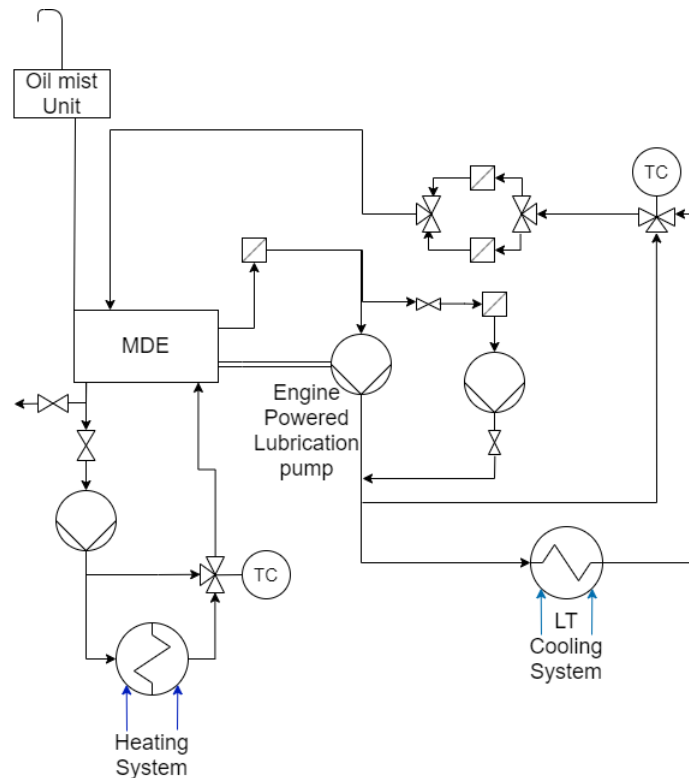 Oil mist
Unit
TC
MDE
Engine
Powered
Lubrication
pump
TC
LT
Cooling
System
Heating
System